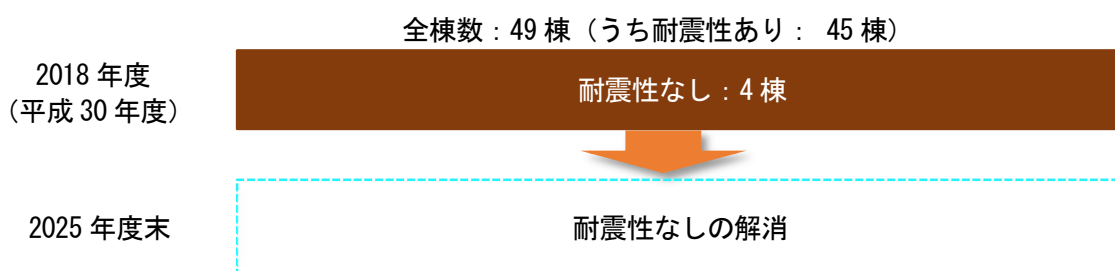 全棟数：49 棟（うち耐震性あり： 45 棟）
2018 年度
（平成 30 年度）
耐震性なし：4 棟
2025 年度末
耐震性なしの解消